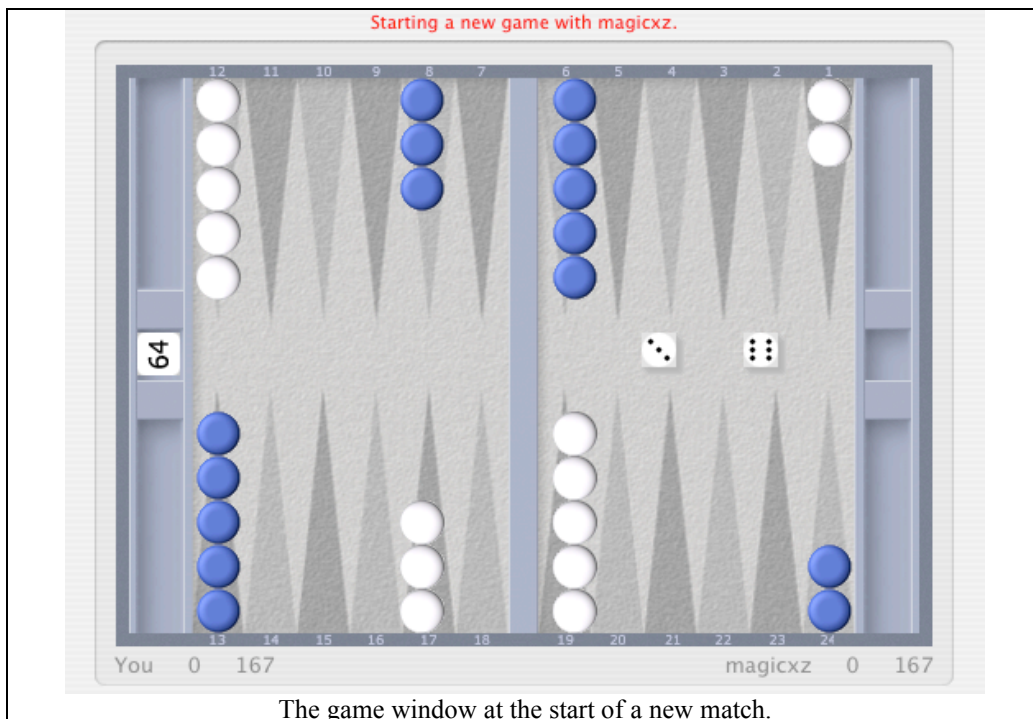 Starting a new game with magicxz.
12 11 10 9 8 7 6 5 4 3 2 1
64
13 14 15 16 17 18 19 20 21 22 23 24
You 0 167 magicxz 0 167
The game window at the start of a new match.